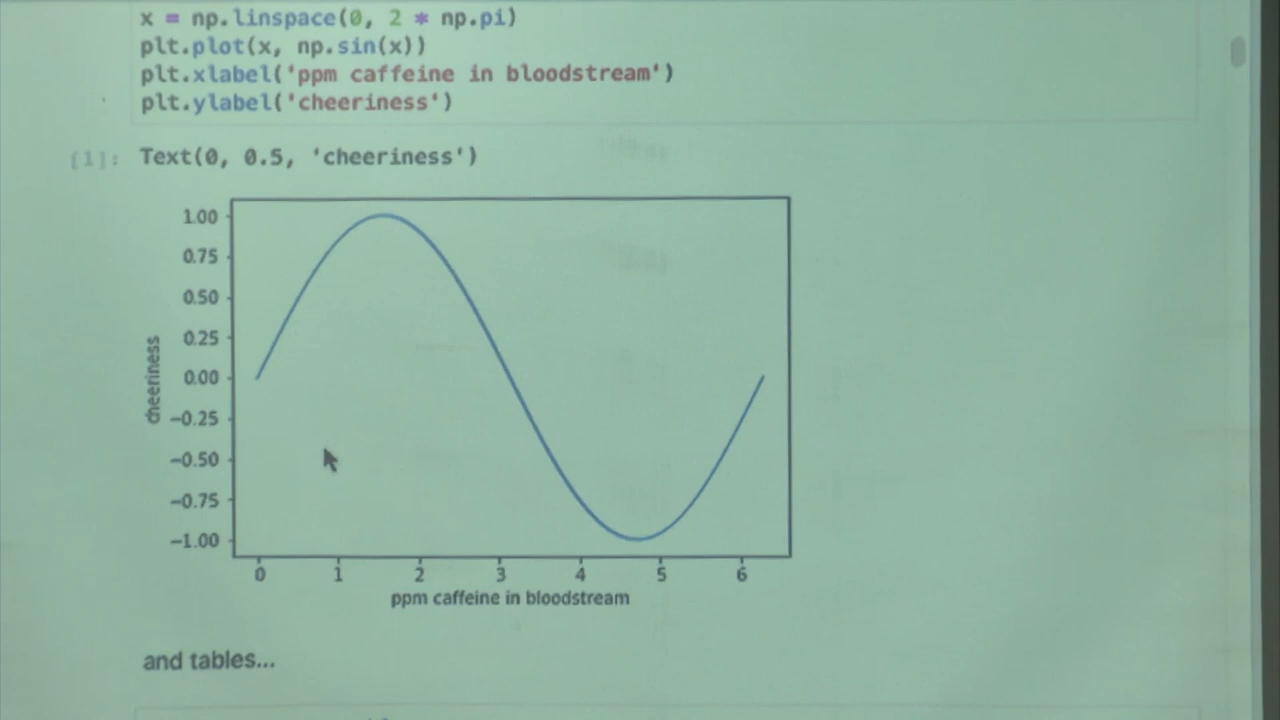 x = np.linspace(0, 2 * np.pi)
plt.plot(x, np.sin(x))
plt.xlabel('ppm caffeine in bloodstream')
plt.ylabel('cheeriness')
[1]: Text(0, 0.5, 'cheeriness')
1.00
0.75
0.50
0.25
0.00
−0.25
−0.50
−0.75
−1.00
cheeriness
0 1 2 3 4 5 6
ppm caffeine in bloodstream
and tables...